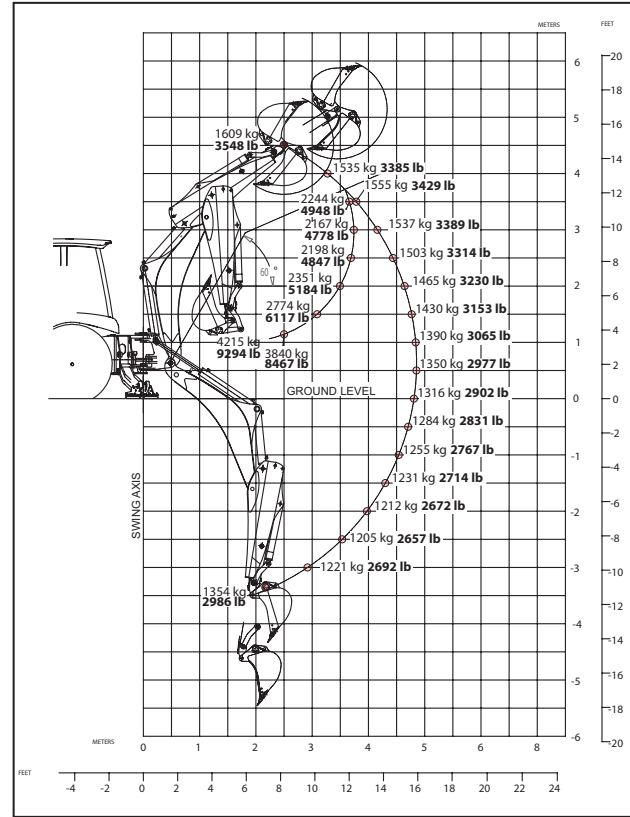 METERS
FEET
20
6
18
5
16
1609 kg
3548 lb
14
4
1535 kg 3385 lb
1555 kg 3429 lb
12
2244 kg
4948 lb
3
2167 kg
4778 lb
1537 kg 3389 lb
10
2198 kg
4847 lb
1503 kg 3314 lb
8
60 °
2
2351 kg
5184 lb
1465 kg 3230 lb
6
2774 kg
6117 lb
1430 kg 3153 lb
4
1
4215 kg
9294 lb
3840 kg
8467 lb
1390 kg 3065 lb
1350 kg 2977 lb
2
GROUND LEVEL
0
0
1316 kg 2902 lb
1284 kg 2831 lb
-2
-1
1255 kg 2767 lb
-4
1231 kg 2714 lb
SWING AXIS
-2
1212 kg 2672 lb
-6
1205 kg 2657 lb
-8
-3
1221 kg 2692 lb
-10
1354 kg
2986 lb
-12
-4
-14
-5
-16
-18
-6
-20
METERS
0 1 2 3 4 5 6 7 8
FEET
-4 -2 0 2 4 6 8 10 12 14 16 18 20 22 24